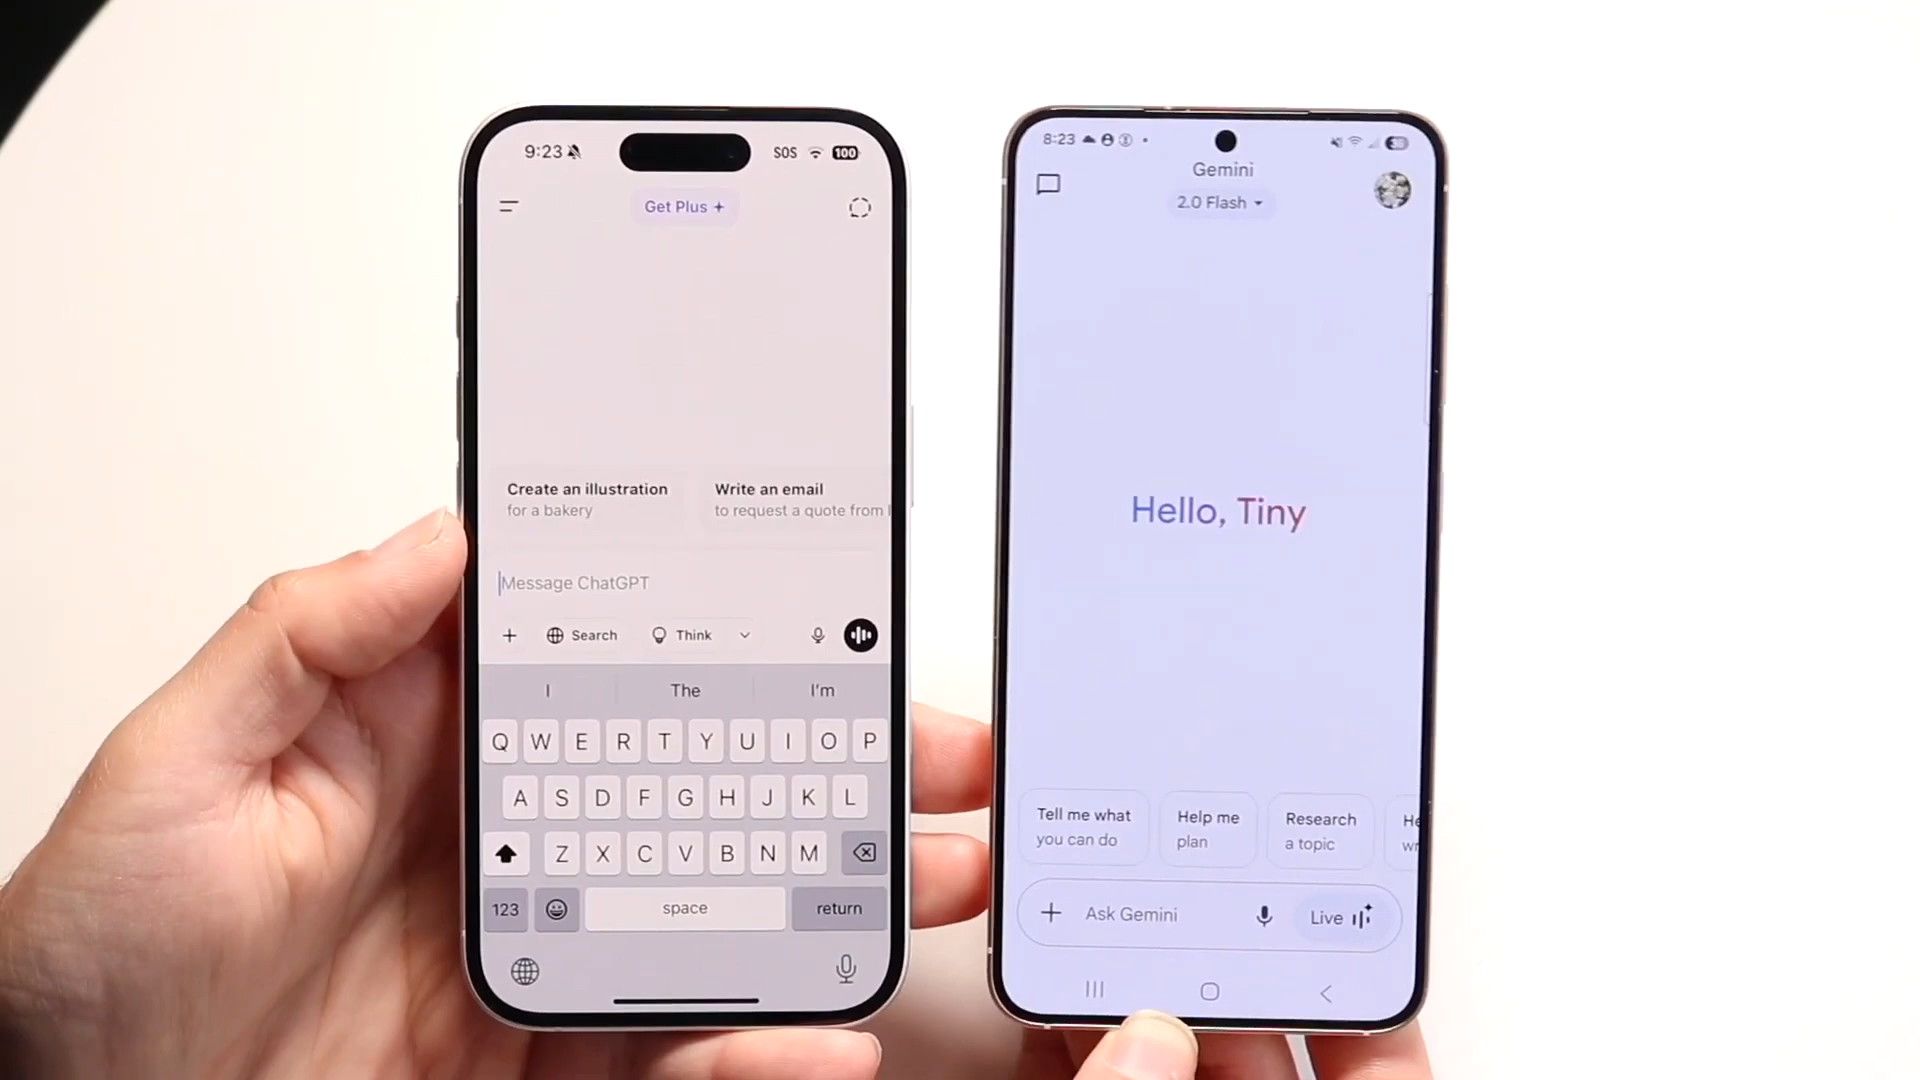 9:23
SOS
100
Get Plus +
Create an illustration
for a bakery
Write an email
to request a quote from
Message ChatGPT
Search
Think
I
The
I'm
Q W E R T Y U I O P
A S D F G H J K L
Z X C V B N M
123
space
return
8:23
Gemini
2.0 Flash
Hello, Tiny
Tell me what
you can do
Help me
plan
Research
a topic
He
wr
Ask Gemini
Live